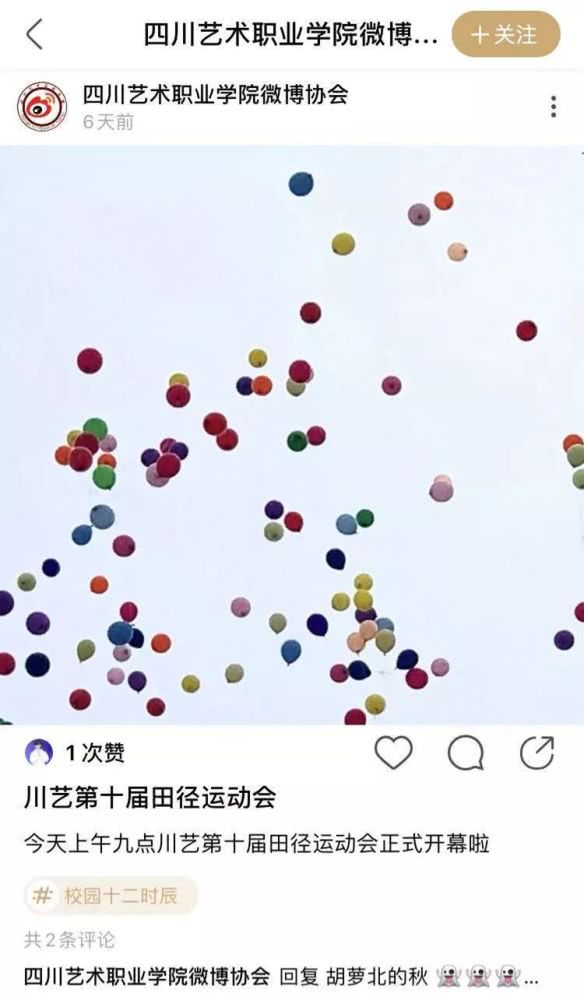 四川艺术职业学院微博... +关注
四川艺术职业学院微博协会
6天前
1次赞
川艺第十届田径运动会
今天上午九点川艺第十届田径运动会正式开幕啦
# 校园十二时辰
共2条评论
四川艺术职业学院微博协会 回复 胡萝北的秋 👻👻👻...